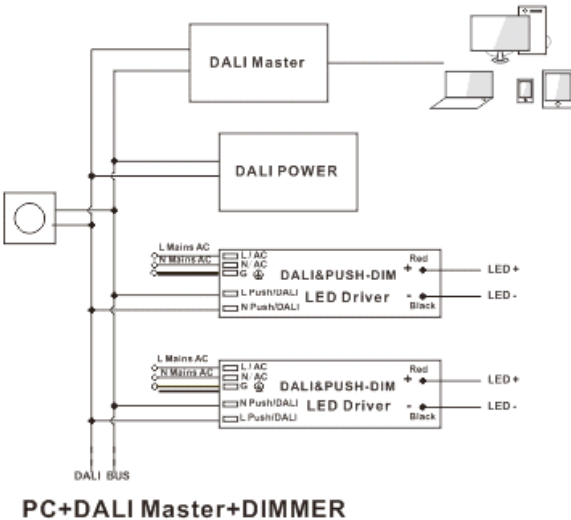 DALI Master
DALI POWER
L Mains AC
N Mains AC
L/ AC
N/ AC
G
L Push/DALI
N Push/DALI
DALI&PUSH-DIM
LED Driver
Red
+
-
Black
LED +
LED -
L Mains AC
N Mains AC
L/ AC
N/ AC
G
N Push/DALI
L Push/DALI
DALI&PUSH-DIM
LED Driver
Red
+
-
Black
LED +
LED -
DALI BUS
PC+DALI Master+DIMMER